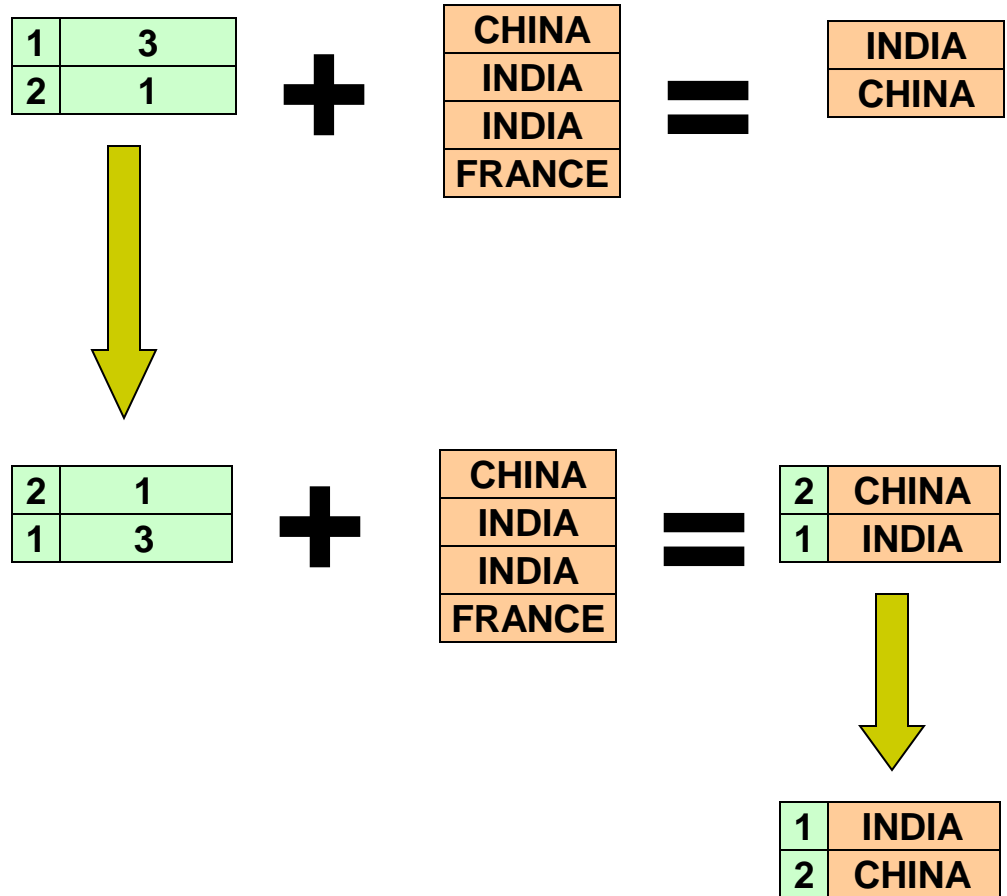 1 3
2 1
+
CHINA
INDIA
INDIA
FRANCE
=
INDIA
CHINA
2 1
1 3
+
CHINA
INDIA
INDIA
FRANCE
=
2 CHINA
1 INDIA
1 INDIA
2 CHINA